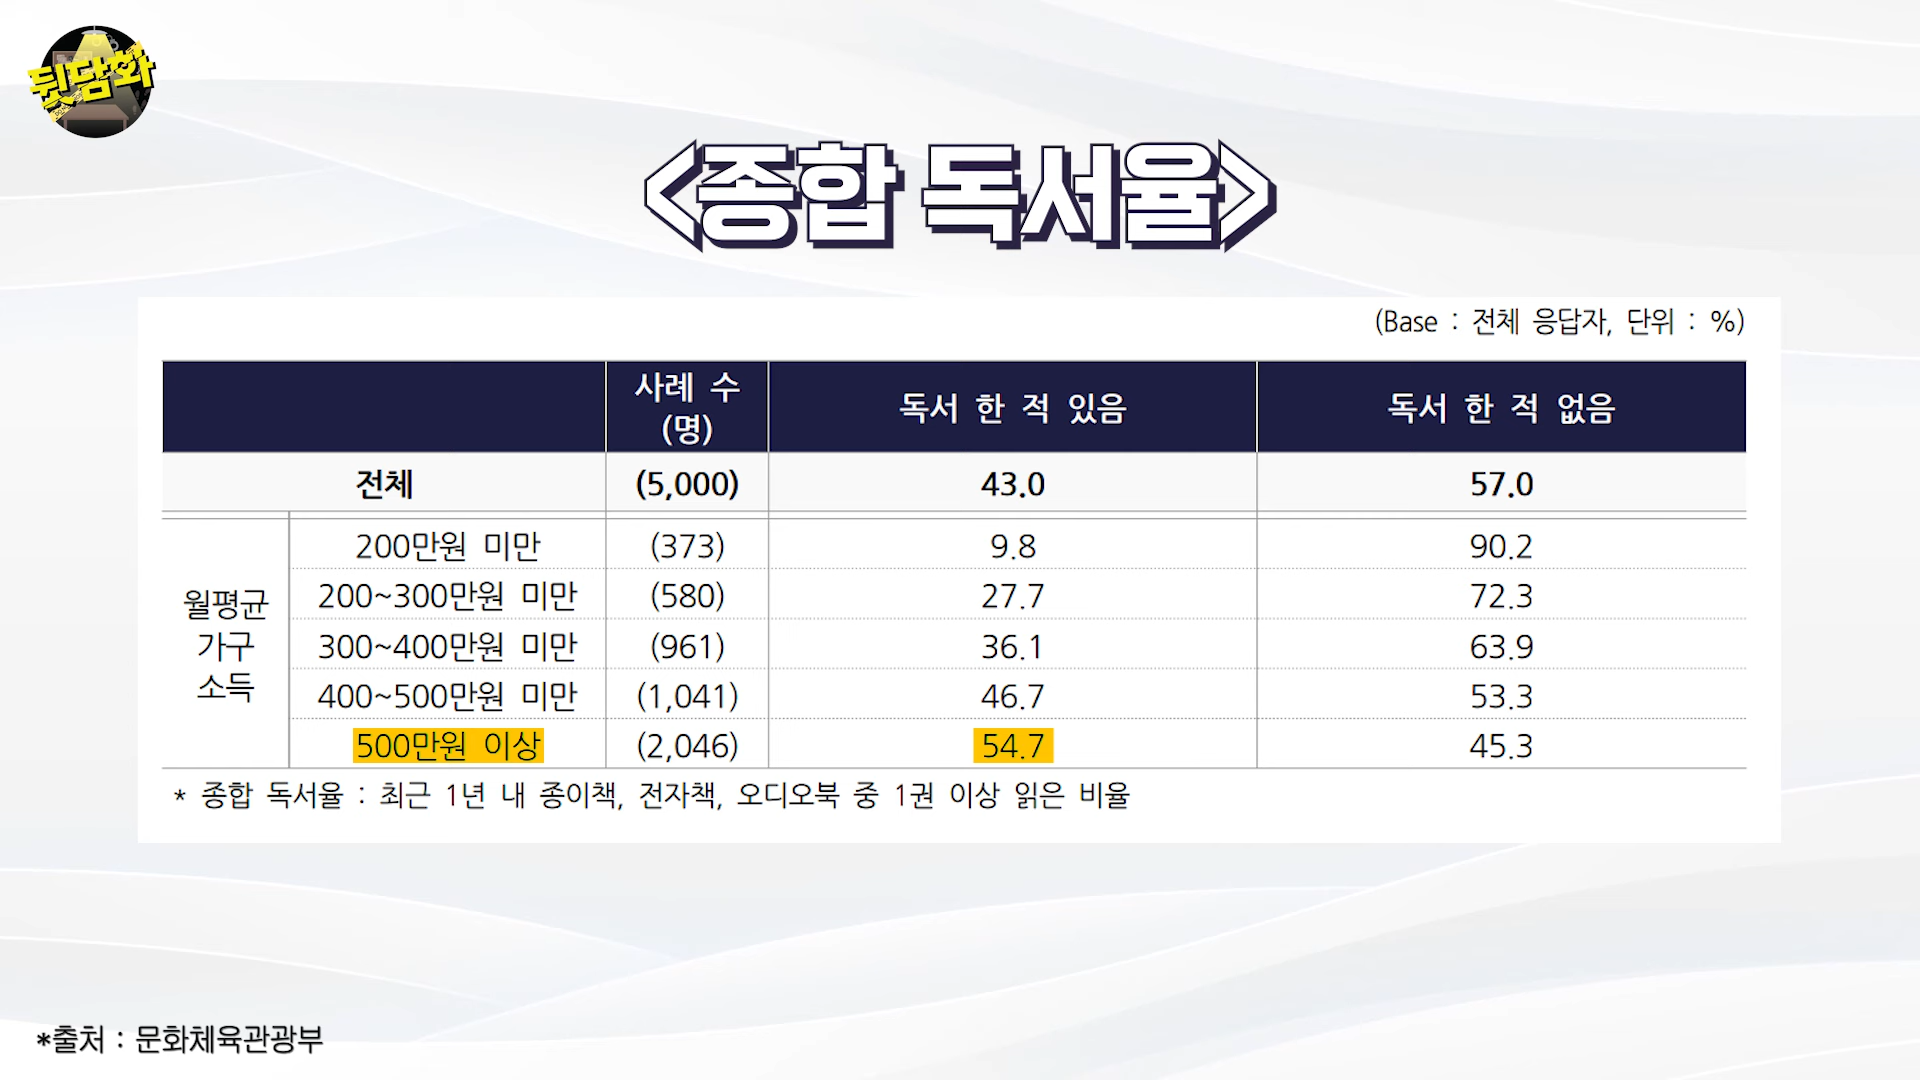 뒷담화
<종합 독서율>
(Base : 전체 응답자, 단위 : %)
사례 수
(명)
독서 한 적 있음
독서 한 적 없음
전체 (5,000) 43.0 57.0
월평균
가구
소득
200만원 미만 (373) 9.8 90.2
200~300만원 미만 (580) 27.7 72.3
300~400만원 미만 (961) 36.1 63.9
400~500만원 미만 (1,041) 46.7 53.3
500만원 이상 (2,046) 54.7 45.3
* 종합 독서율 : 최근 1년 내 종이책, 전자책, 오디오북 중 1권 이상 읽은 비율
*출처 : 문화체육관광부